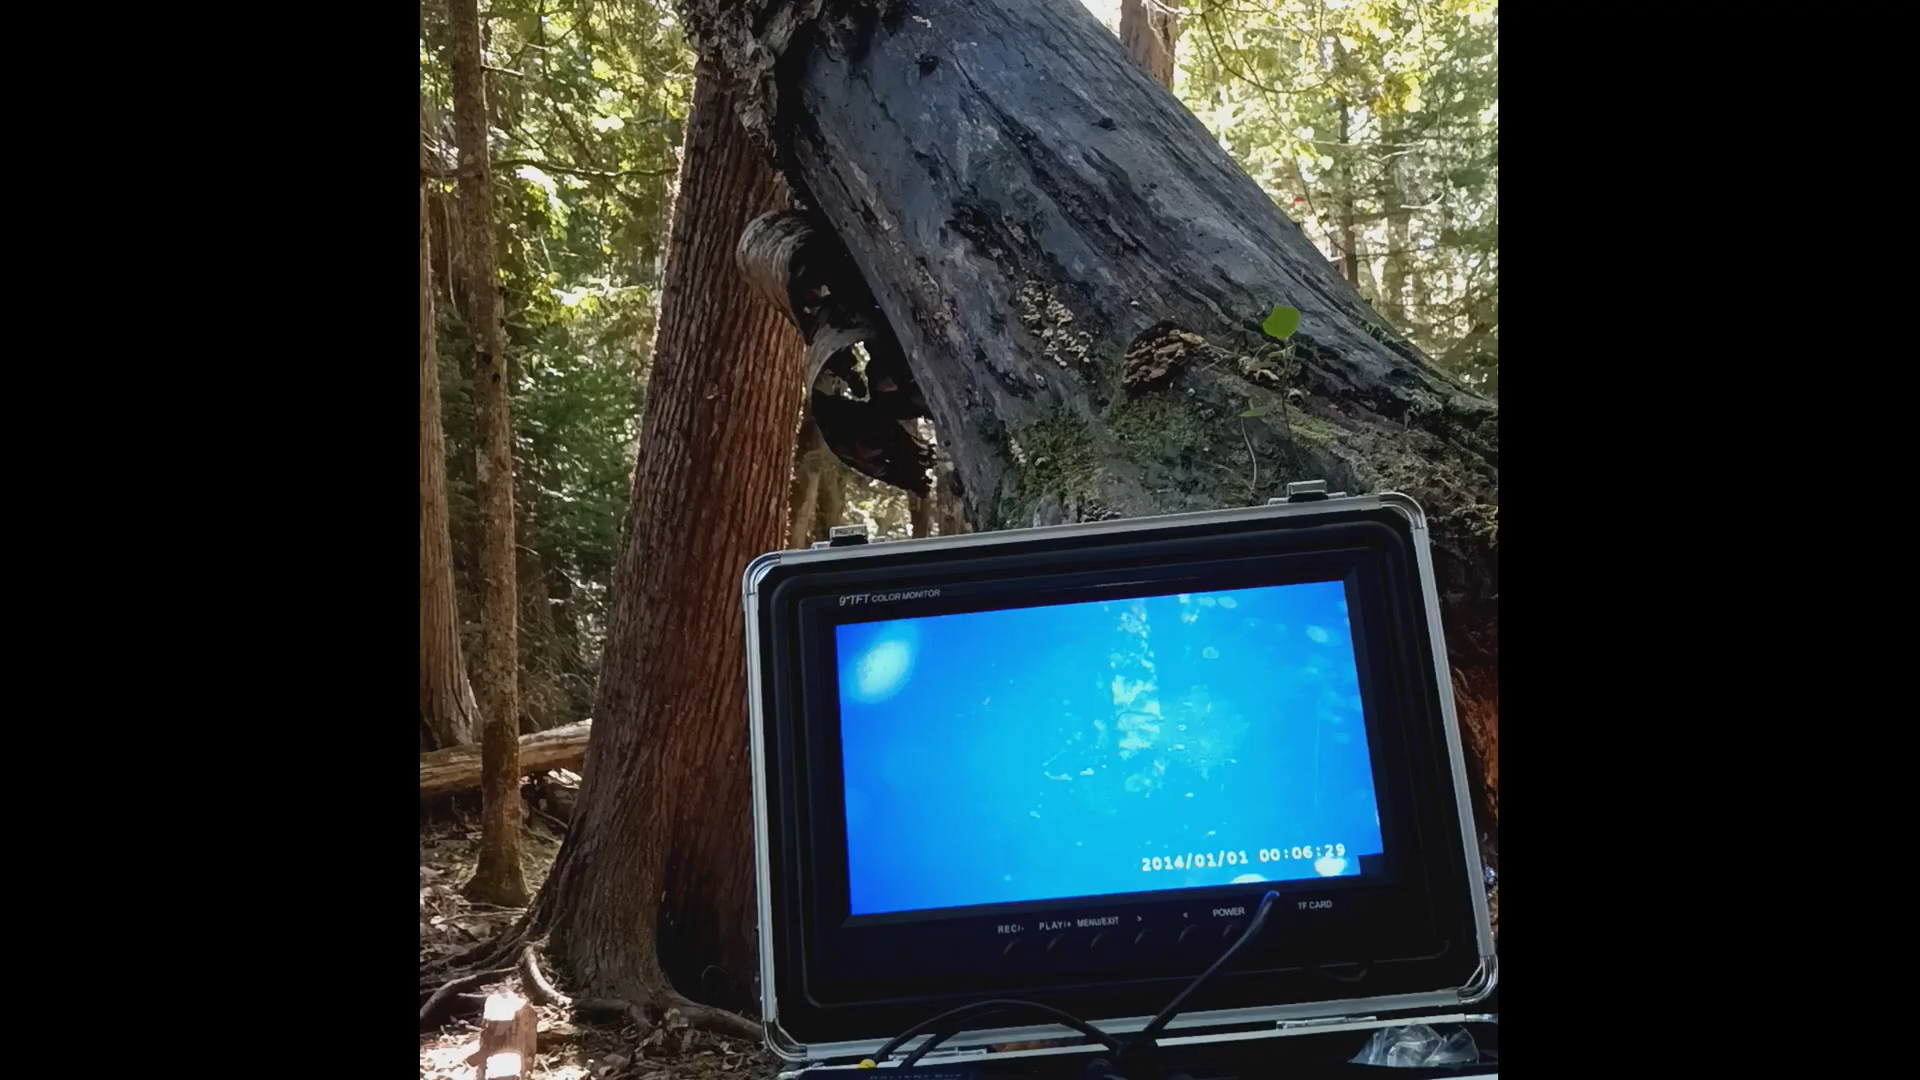 9"TFT COLOR MONITOR
2014/01/01 00:06:29
REC/- PLAY/+ MENU/EXIT > < POWER TF CARD